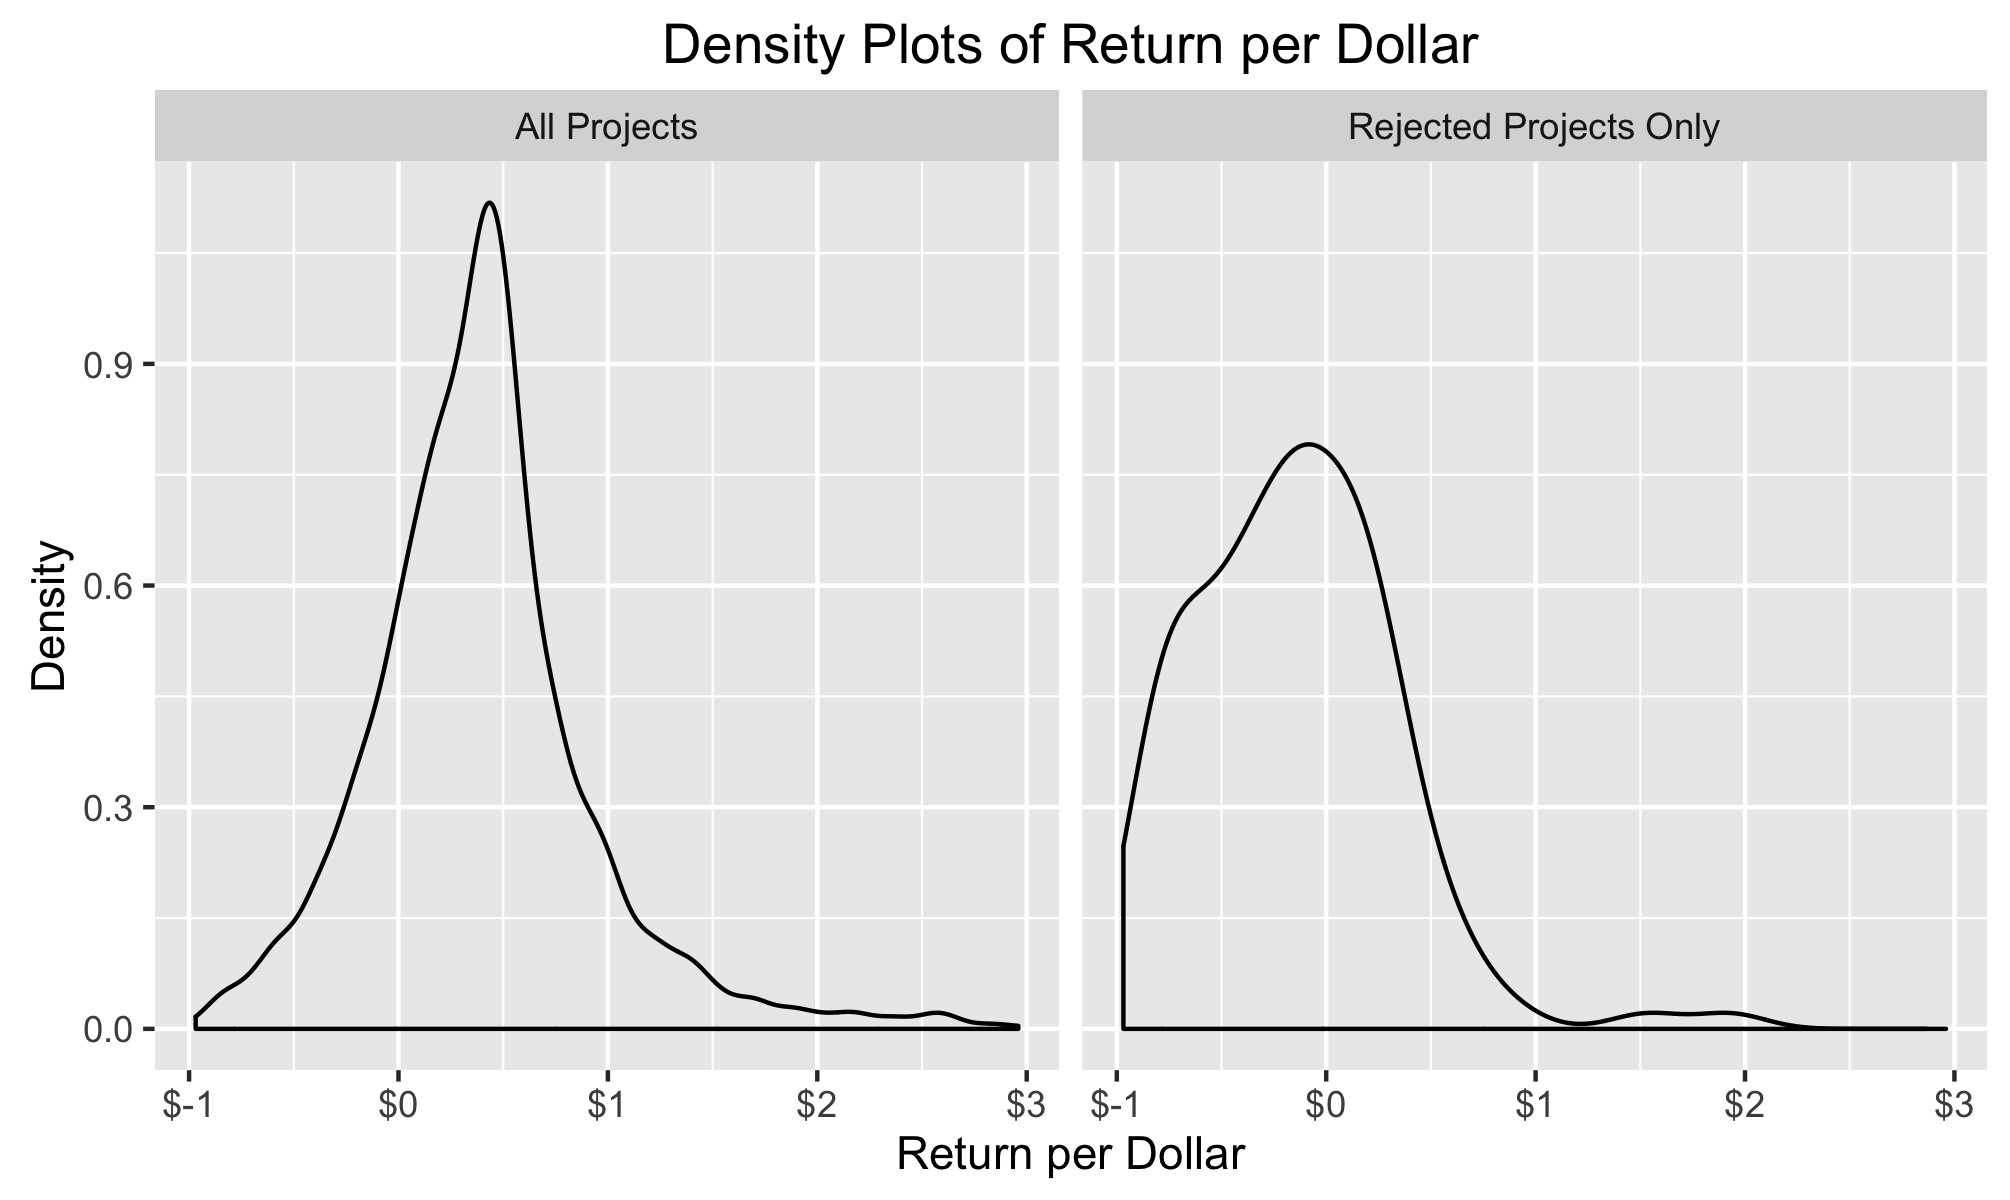 Density Plots of Return per Dollar
All Projects
Rejected Projects Only
Density
0.9
0.6
0.3
0.0
$-1 $0 $1 $2 $3
$-1 $0 $1 $2 $3
Return per Dollar